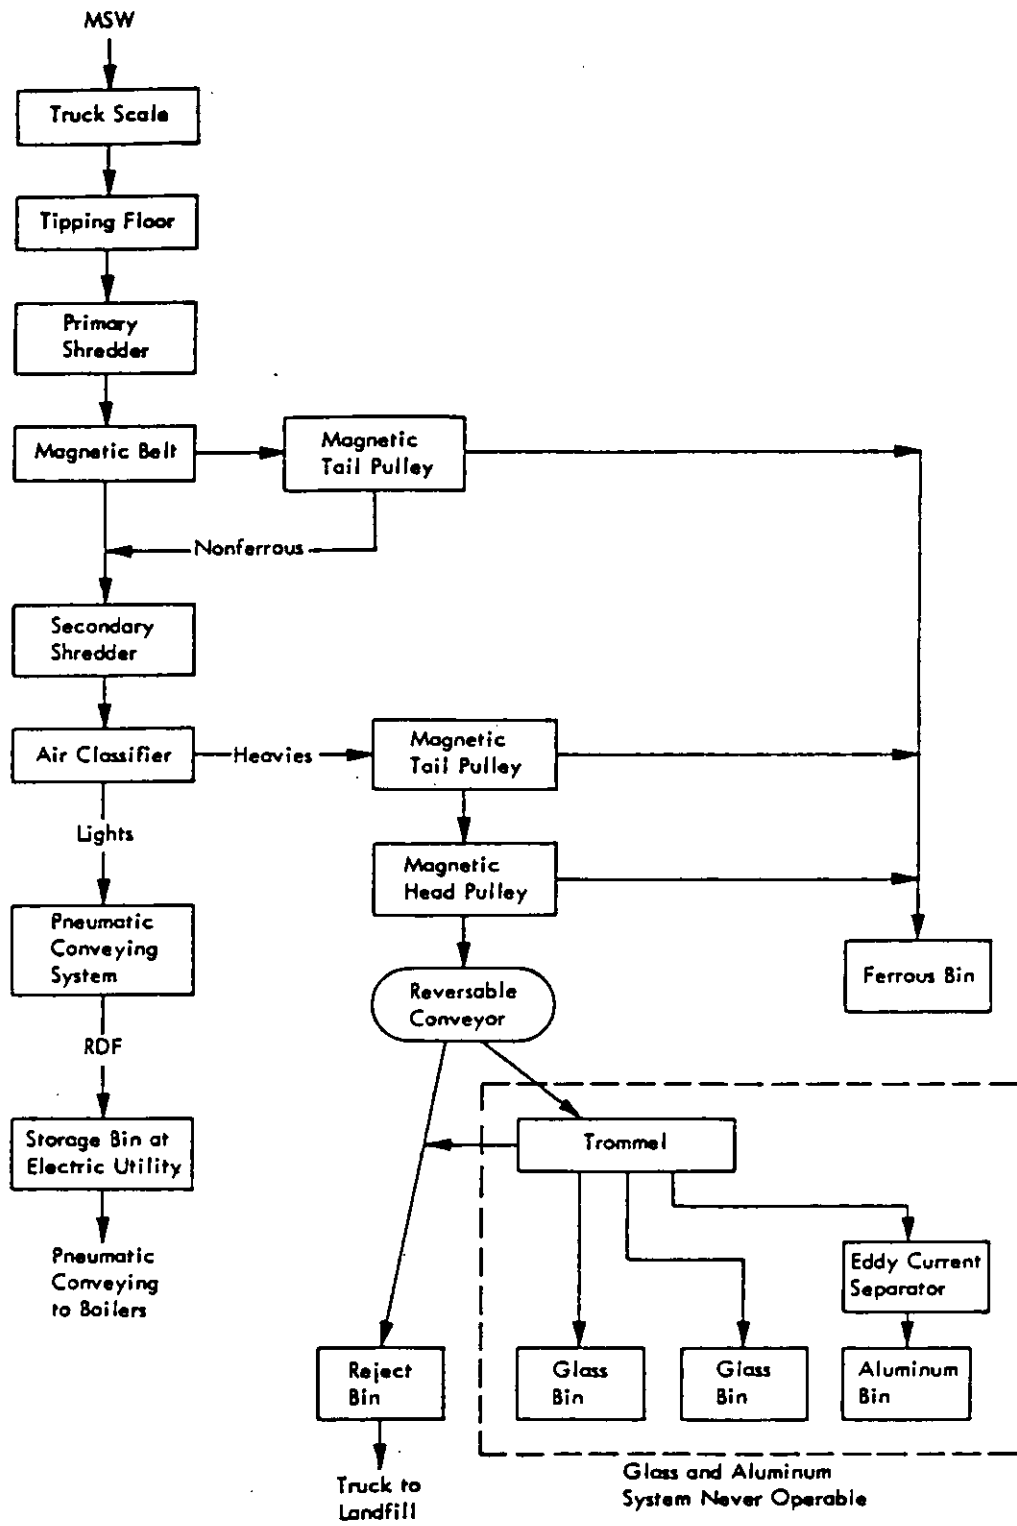 MSW
Truck Scale
Tipping Floor
Primary
Shredder
Magnetic Belt
Magnetic
Tail Pulley
Nonferrous
Secondary
Shredder
Air Classifier
Heavies
Magnetic
Tail Pulley
Lights
Magnetic
Head Pulley
Pneumatic
Conveying
System
Ferrous Bin
Reversable
Conveyor
RDF
Storage Bin at
Electric Utility
Trommel
Pneumatic
Conveying
to Boilers
Eddy Current
Separator
Reject
Bin
Glass
Bin
Glass
Bin
Aluminum
Bin
Truck to
Landfill
Glass and Aluminum
System Never Operable